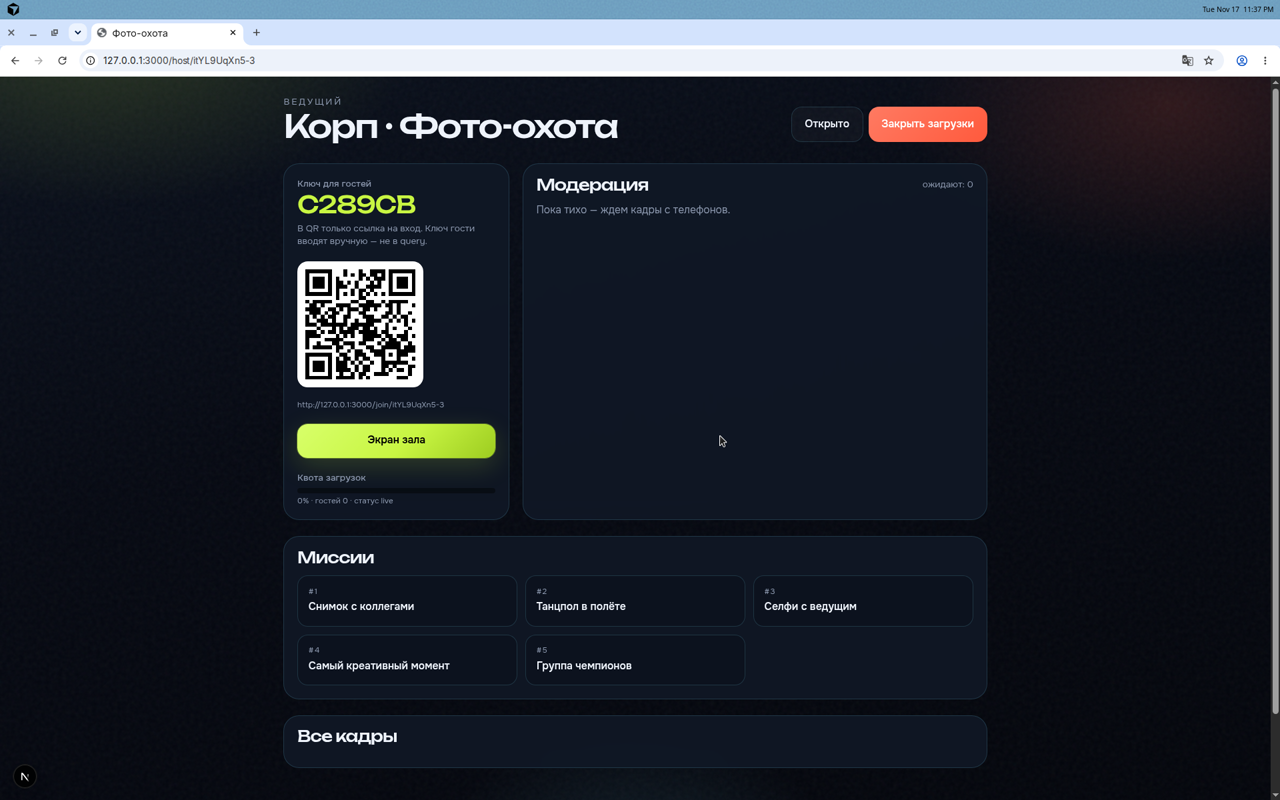 Tue Nov 17 11:37 PM
Фото-охота
127.0.0.1:3000/host/itYL9UqXn5-3
ВЕДУЩИЙ
Корп · Фото-охота
Открыто
Закрыть загрузки
Ключ для гостей
C289CB
В QR только ссылка на вход. Ключ гости
вводят вручную — не в query.
http://127.0.0.1:3000/join/itYL9UqXn5-3
Экран зала
Квота загрузок
0% · гостей 0 · статус live
Модерация
ожидают: 0
Пока тихо — ждем кадры с телефонов.
Миссии
#1
Снимок с коллегами
#2
Танцпол в полёте
#3
Селфи с ведущим
#4
Самый креативный момент
#5
Группа чемпионов
Все кадры
N